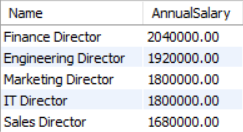 Name AnnualSalary
Finance Director 2040000.00
Engineering Director 1920000.00
Marketing Director 1800000.00
IT Director 1800000.00
Sales Director 1680000.00